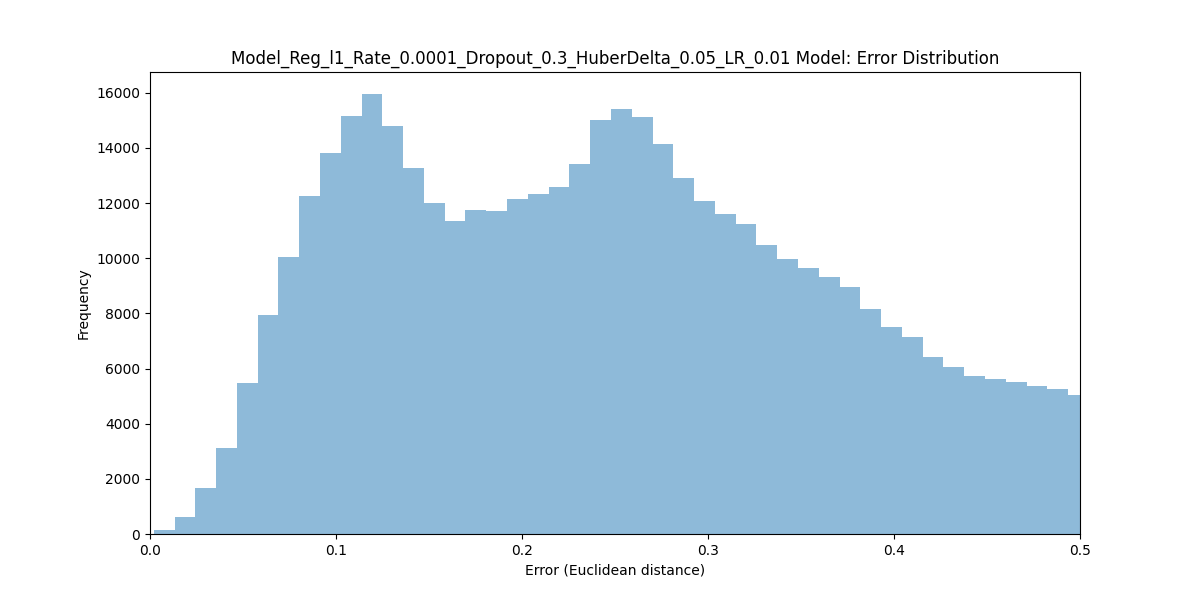 Model_Reg_l1_Rate_0.0001_Dropout_0.3_HuberDelta_0.05_LR_0.01 Model: Error Distribution
Frequency
16000
14000
12000
10000
8000
6000
4000
2000
0
0.0 0.1 0.2 0.3 0.4 0.5
Error (Euclidean distance)